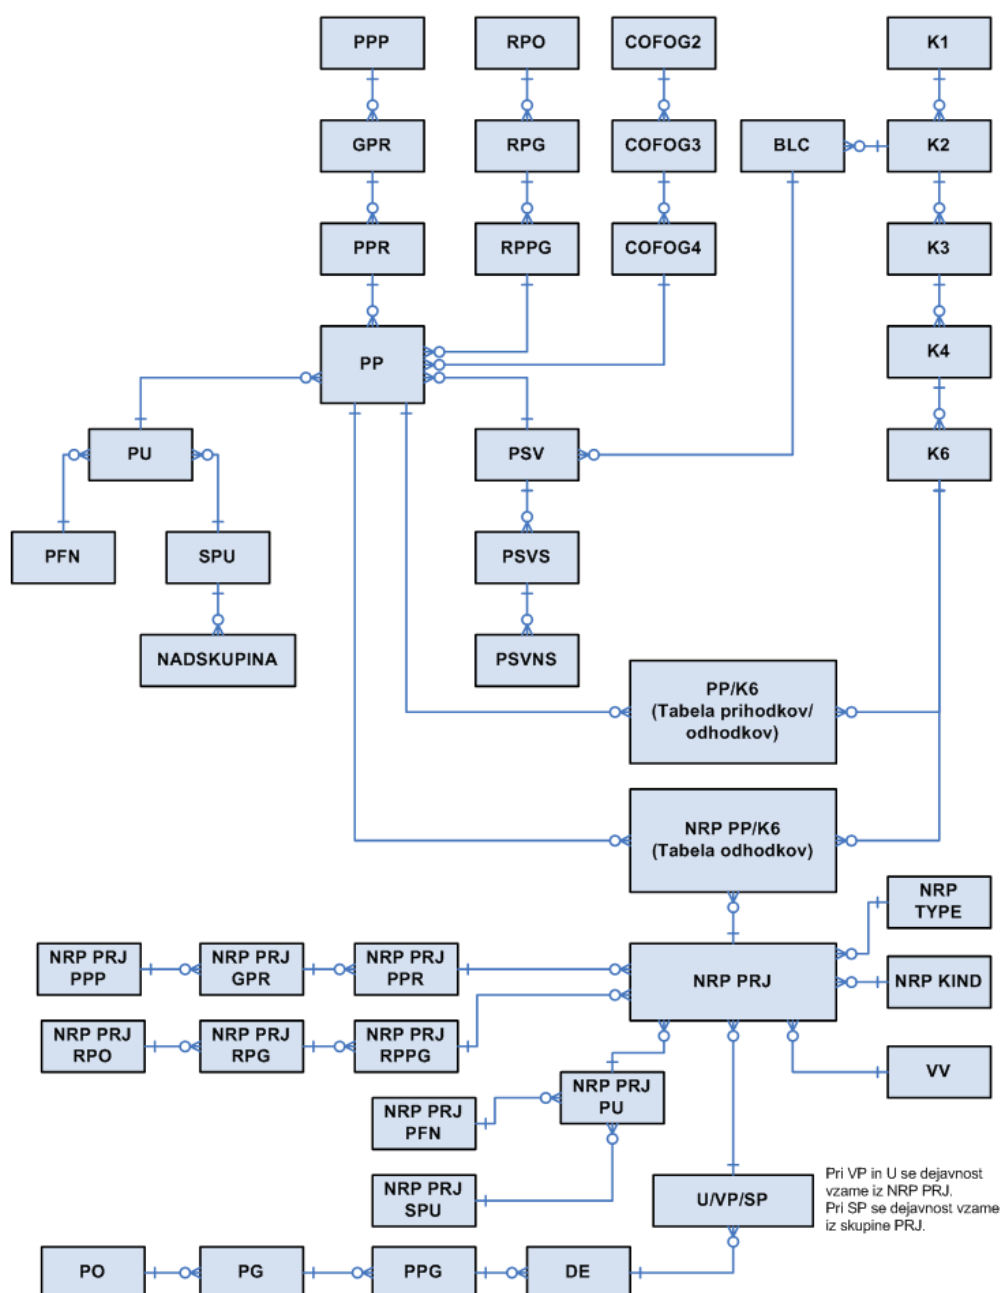 PPP
RPO
COFOG2
K1
GPR
RPG
COFOG3
BLC
K2
PPR
RPPG
COFOG4
K3
PP
K4
PU
PSV
K6
PFN
SPU
PSVS
NADSKUPINA
PSVNS
PP/K6
(Tabela prihodkov/
odhodkov)
NRP PP/K6
(Tabela odhodkov)
NRP
TYPE
NRP PRJ
PPP
NRP PRJ
GPR
NRP PRJ
PPR
NRP PRJ
NRP KIND
NRP PRJ
RPO
NRP PRJ
RPG
NRP PRJ
RPPG
VV
NRP PRJ
PU
NRP PRJ
PFN
NRP PRJ
SPU
U/VP/SP
Pri VP in U se dejavnost
vzame iz NRP PRJ.
Pri SP se dejavnost vzame
iz skupine PRJ.
PO
PG
PPG
DE